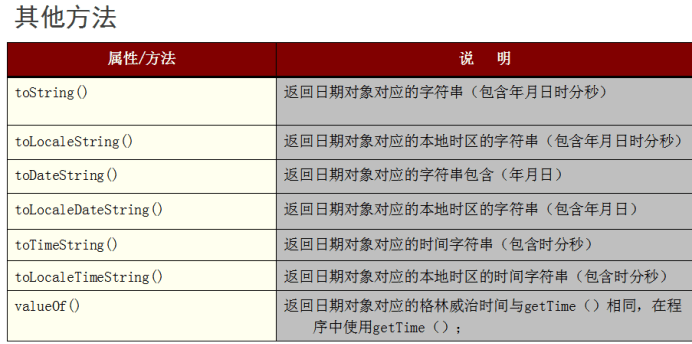 其他方法
属性/方法 说 明
toString() 返回日期对象对应的字符串（包含年月日时分秒）
toLocaleString() 返回日期对象对应的本地时区的字符串（包含年月日时分秒）
toDateString() 返回日期对象对应的字符串包含（年月日）
toLocaleDateString() 返回日期对象对应的本地时区的字符串（包含年月日）
toTimeString() 返回日期对象对应的时间字符串（包含时分秒）
toLocaleTimeString() 返回日期对象对应的本地时区的时间字符串（包含时分秒）
valueOf() 返回日期对象对应的格林威治时间与getTime（）相同，在程
序中使用getTime（）；